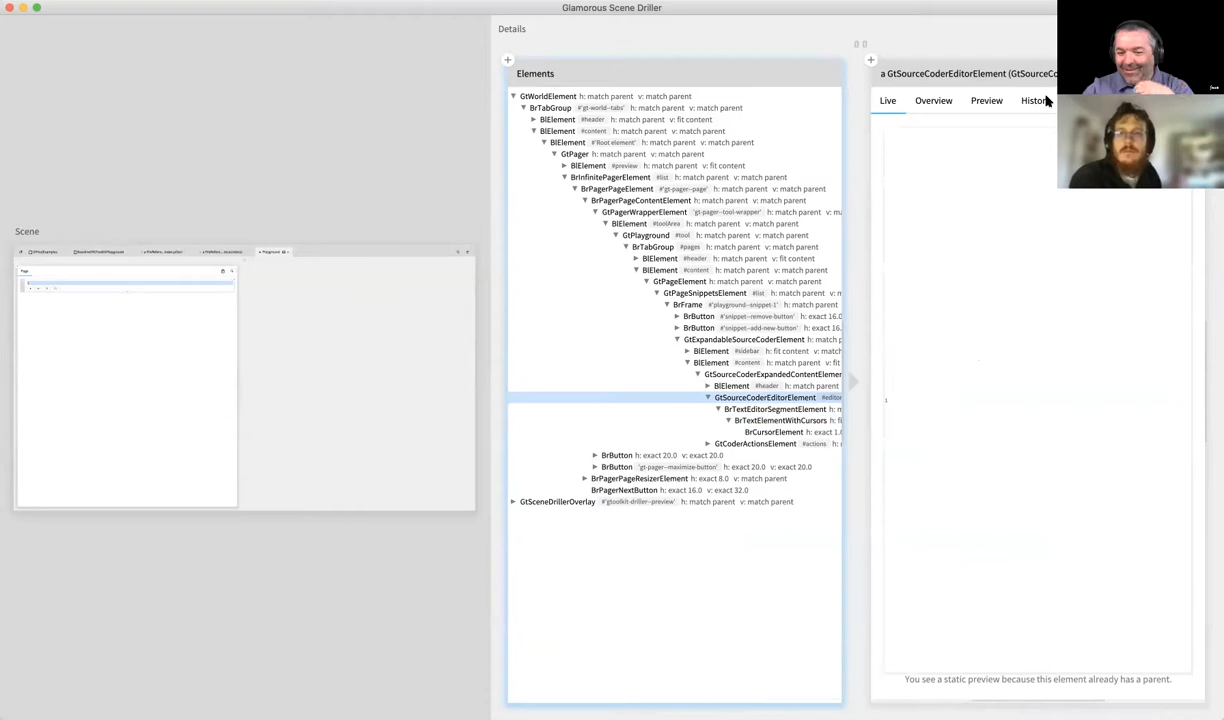 Glamorous Scene Driller
Details
Elements
GtWorldElement h: match parent v: match parent
BrTabGroup #'gt-world--tabs' h: match parent v: match parent
BlElement #header h: match parent v: fit content
BlElement #content h: match parent v: match parent
BlElement #'Root element' h: match parent v: match parent
GtPager h: match parent v: match parent
BlElement #preview h: match parent v: fit content
BrInfinitePagerElement #list h: match parent v: match parent
BrPagerPageElement #'gt-pager--page' h: match parent v: match parent
BrPagerPageContentElement h: match parent v: match parent
GtPagerWrapperElement 'gt-pager--tool-wrapper' h: match parent v: ma
BlElement #toolArea h: match parent v: match parent
GtPlayground #tool h: match parent v: match parent
BrTabGroup #pages h: match parent v: match parent
BlElement #header h: match parent v: fit content
BlElement #content h: match parent v: match parent
GtPageElement h: match parent v: match parent
GtPageSnippetsElement #list h: match parent v: m
BrFrame #'playground--snippet-1' h: match parent
BrButton #'snippet--remove-button' h: exact 16.0
BrButton #'snippet--add-new-button' h: exact 16.
GtExpandableSourceCoderElement h: match p
BlElement #sidebar h: fit content v: match
BlElement #content h: match parent v: fit
GtSourceCoderExpandedContentElemen
BlElement #header h: match parent
GtSourceCoderEditorElement #editor
BrTextEditorSegmentElement h: m
BrTextElementWithCursors h: fi
BrCursorElement h: exact 1.
GtCoderActionsElement #actions h:
BrButton h: exact 20.0 v: exact 20.0
BrButton 'gt-pager--maximize-button' h: exact 20.0 v: exact 20.0
BrPagerPageResizerElement h: exact 8.0 v: match parent
BrPagerNextButton h: exact 16.0 v: exact 32.0
GtSceneDrillerOverlay #'gtoolkit-driller--preview' h: match parent v: match parent
a GtSourceCoderEditorElement (GtSourceCo
Live Overview Preview History
1
You see a static preview because this element already has a parent.
Scene
Playground
Page